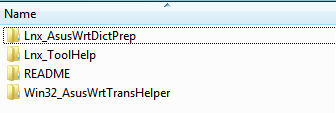 Name
Lnx_AsusWrtDictPrep
Lnx_ToolHelp
README
Win32_AsusWrtTransHelper